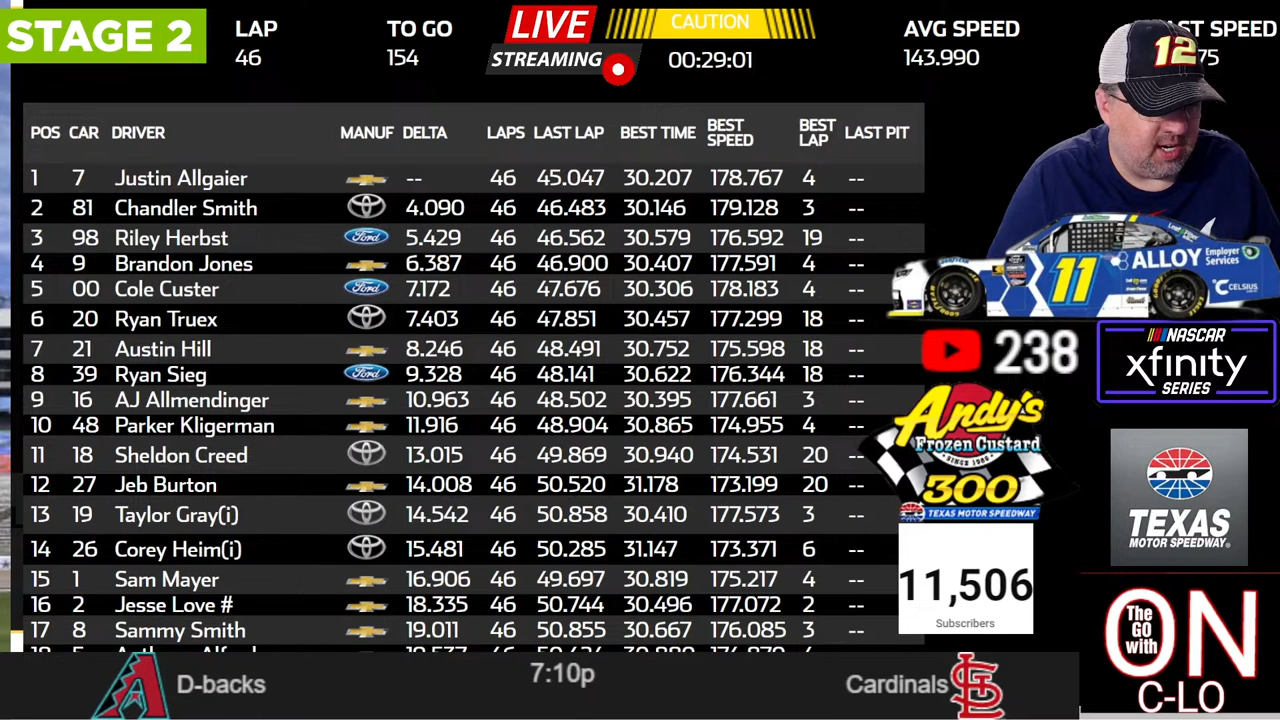 STAGE 2
LAP
46
TO GO
154
LIVE
STREAMING
CAUTION
00:29:01
AVG SPEED
143.990
SPEED
12
POS CAR DRIVER MANUF DELTA LAPS LAST LAP BEST TIME BEST SPEED BEST LAP LAST PIT
1 7 Justin Allgaier -- 46 45.047 30.207 178.767 4 --
2 81 Chandler Smith 4.090 46 46.483 30.146 179.128 3 --
3 98 Riley Herbst Ford 5.429 46 46.562 30.579 176.592 19 --
4 9 Brandon Jones 6.387 46 46.900 30.407 177.591 4 --
5 00 Cole Custer Ford 7.172 46 47.676 30.306 178.183 4 --
6 20 Ryan Truex 7.403 46 47.851 30.457 177.299 18 --
7 21 Austin Hill 8.246 46 48.491 30.752 175.598 18 --
8 39 Ryan Sieg Ford 9.328 46 48.141 30.622 176.344 18 --
9 16 AJ Allmendinger 10.963 46 48.502 30.395 177.661 3 --
10 48 Parker Kligerman 11.916 46 48.904 30.865 174.955 4 --
11 18 Sheldon Creed 13.015 46 49.869 30.940 174.531 20 --
12 27 Jeb Burton 14.008 46 50.520 31.178 173.199 20 --
13 19 Taylor Gray(i) 14.542 46 50.858 30.410 177.573 3 --
14 26 Corey Heim(i) 15.481 46 50.285 31.147 173.371 6 --
15 1 Sam Mayer 16.906 46 49.697 30.819 175.217 4 --
16 2 Jesse Love # 18.335 46 50.744 30.496 177.072 2 --
17 8 Sammy Smith 19.011 46 50.855 30.667 176.085 3 --
11
ALLOY Employer Services
CELSIUS
238
NASCAR
xfinity
SERIES
Andy's
Frozen Custard
SINCE 1986
300
TEXAS MOTOR SPEEDWAY
TEXAS
MOTOR SPEEDWAY
11,506
Subscribers
The GO with ON
C-LO
D-backs
7:10p
Cardinals